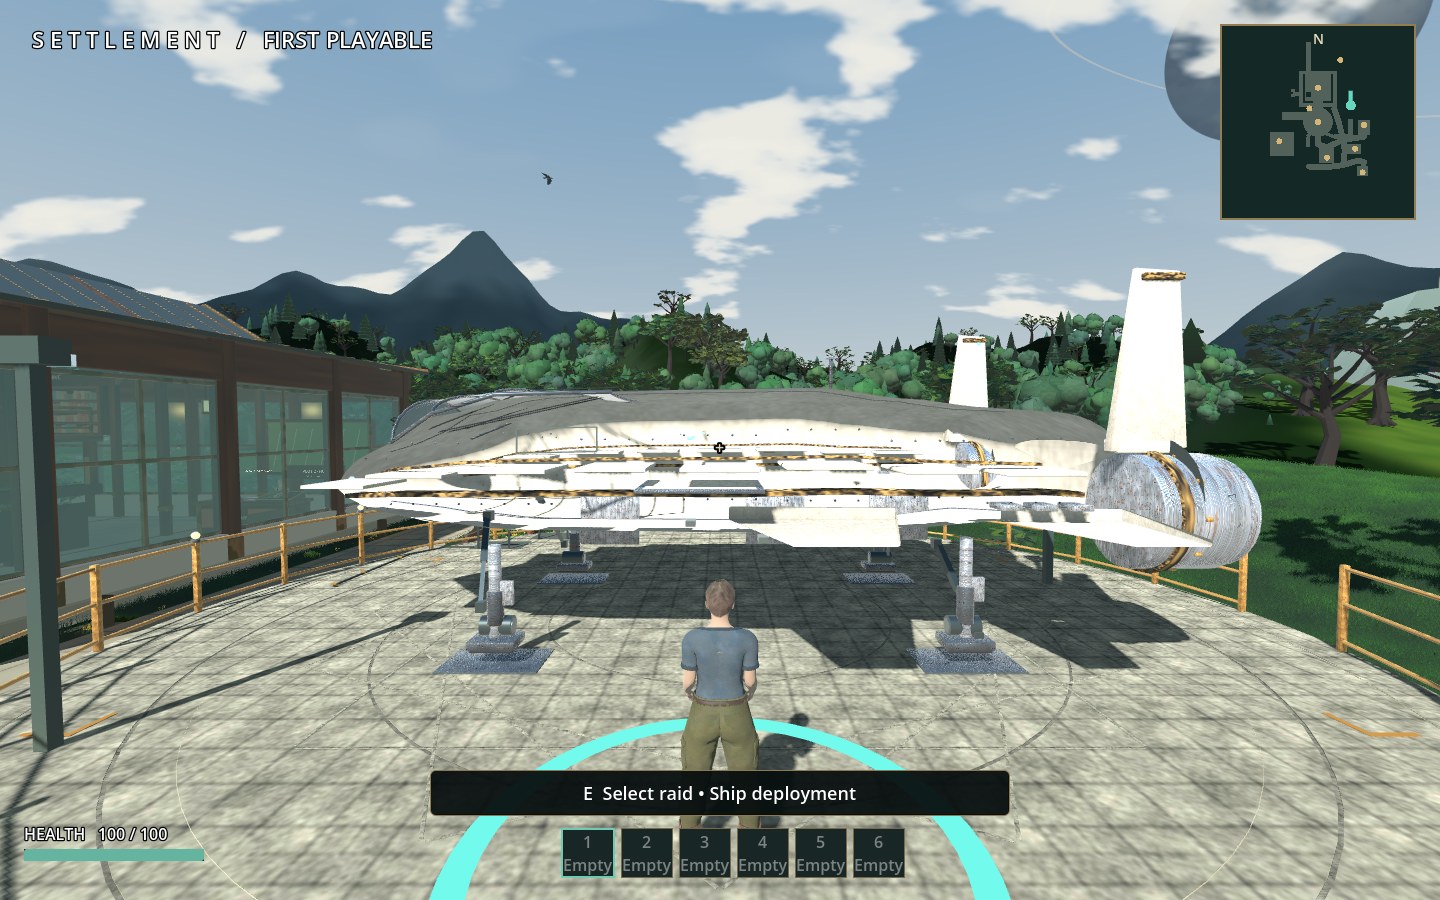 SETTLEMENT / FIRST PLAYABLE
N
E Select raid • Ship deployment
HEALTH 100 / 100
1 2 3 4 5 6
Empty Empty Empty Empty Empty Empty